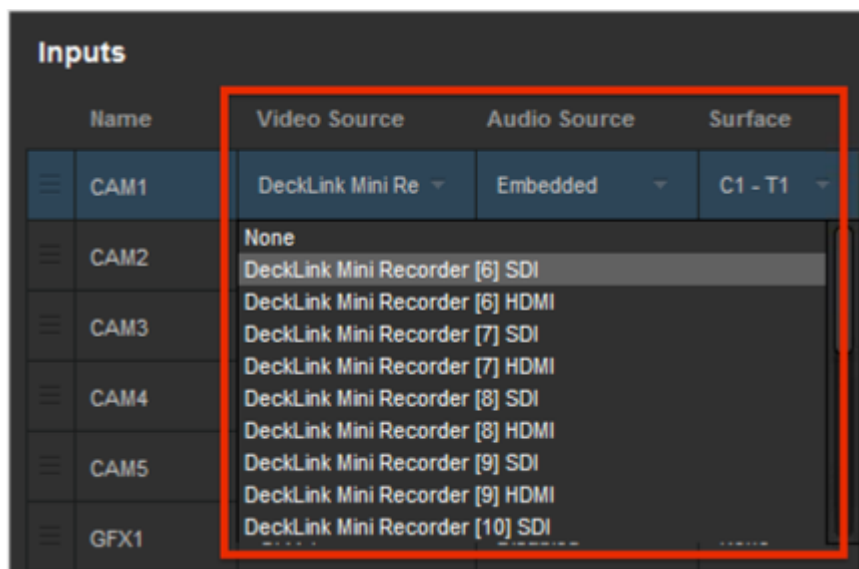 Inputs
Name Video Source Audio Source Surface
CAM1 DeckLink Mini Re Embedded C1 - T1
None
CAM2
DeckLink Mini Recorder [6] SDI
DeckLink Mini Recorder [6] HDMI
CAM3 DeckLink Mini Recorder [7] SDI
DeckLink Mini Recorder [7] HDMI
CAM4 DeckLink Mini Recorder [8] SDI
DeckLink Mini Recorder [8] HDMI
CAM5 DeckLink Mini Recorder [9] SDI
DeckLink Mini Recorder [9] HDMI
GFX1 DeckLink Mini Recorder [10] SDI